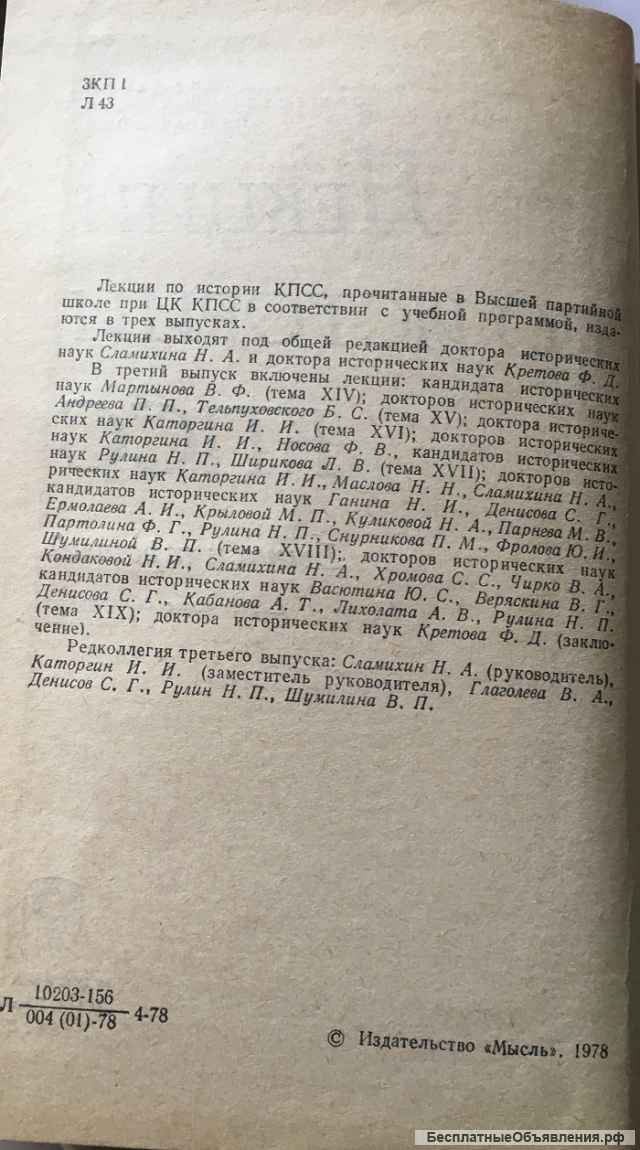 ЗКП 1
Л 43
Лекции по истории КПСС, прочитанные в Высшей партийной
школе при ЦК КПСС в соответствии с учебной программой, изда-
ются в трех выпусках.
Лекции выходят под общей редакцией доктора исторических
наук Сламихина Н. А. и доктора исторических наук Кретова Ф. Д.
В третий выпуск включены лекции: кандидата исторических
наук Мартынова В. Ф. (тема XIV); докторов исторических наук
Андреева П. П., Тельпуховского Б. С. (тема XV); доктора историче-
ских наук Каторгина И. И. (тема XVI); докторов исторических
наук Каторгина И. И., Носова Ф. В., кандидатов исторических
наук Рулина Н. П., Ширикова Л. В. (тема XVII); докторов исто-
рических наук Каторгина И. И., Маслова Н. Н., Сламихина Н. А.,
кандидатов исторических наук Ганина Н. И., Денисова С. Г.,
Ермолаева А. И., Крыловой М. П., Куликовой Н. А., Парнева М. В.,
Партолина Ф. Г., Рулина Н. П., Снурникова П. М., Фролова Ю. И.,
Шумилиной В. П. (тема XVIII); докторов исторических наук
Кондаковой Н. И., Сламихина Н. А., Хромова С. С., Чирко В. А.,
кандидатов исторических наук Васютина Ю. С., Веряскина В. Г.,
Денисова С. Г., Кабанова А. Т., Лихолата А. В., Рулина Н. П.
(тема XIX); доктора исторических наук Кретова Ф. Д. (заклю-
чение).
Редколлегия третьего выпуска: Сламихин Н. А. (руководитель),
Каторгин И. И. (заместитель руководителя), Глаголева В. А.,
Денисов С. Г., Рулин Н. П., Шумилина В. П.
Л 10203-156
004 (01)-78 4-78
© Издательство «Мысль». 1978
БесплатныеОбъявления.рф